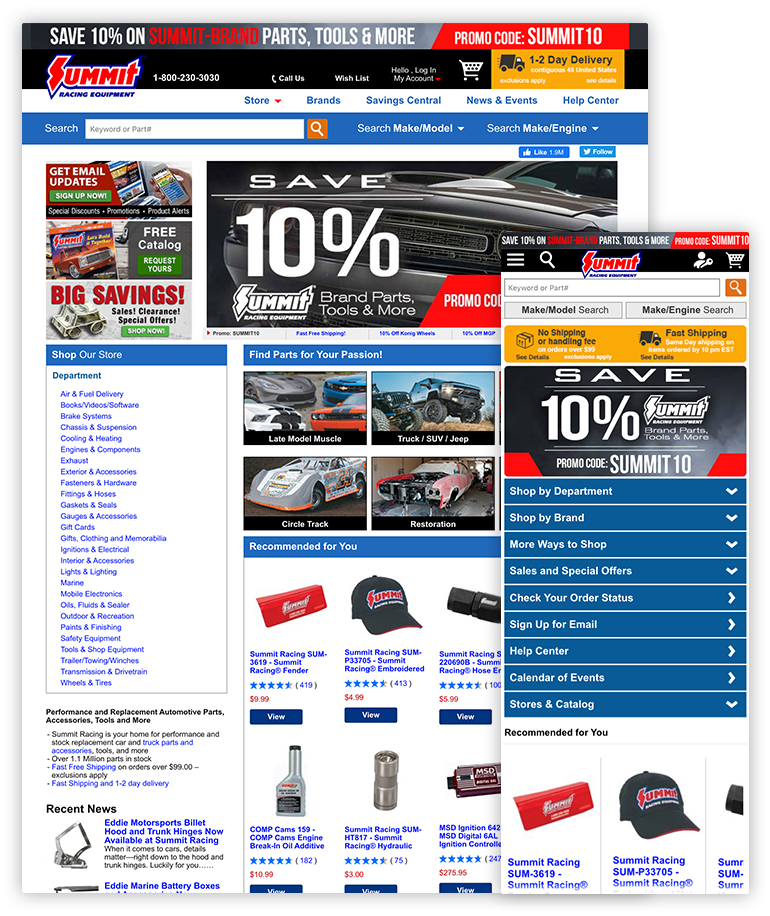 SAVE 10% ON SUMMIT-BRAND PARTS, TOOLS & MORE
PROMO CODE: SUMMIT10
SUMMIT
RACING EQUIPMENT
1-800-230-3030
Call Us
Wish List
Hello , Log In
My Account
1-2 Day Delivery
contiguous 48 United States
exclusions apply
see details
Store
Brands
Savings Central
News & Events
Help Center
Search
Keyword or Part#
Search Make/Model
Search Make/Engine
Like 1.9M
Follow
GET EMAIL
UPDATES
SIGN UP NOW!
Special Discounts • Promotions • Product Alerts
SUMMIT
Let's Build it Together
FREE
Catalog
REQUEST
YOURS
BIG SAVINGS!
Sales! Clearance!
Special Offers!
SHOP NOW!
SAVE
10%
SUMMIT
RACING EQUIPMENT
Brand Parts,
Tools & More
PROMO COD
Promo: SUMMIT10
Fast Free Shipping!
10% Off Konig Wheels
10% Off MGP
Shop Our Store
Department
Air & Fuel Delivery
Books/Videos/Software
Brake Systems
Chassis & Suspension
Cooling & Heating
Engines & Components
Exhaust
Exterior & Accessories
Fasteners & Hardware
Fittings & Hoses
Gaskets & Seals
Gauges & Accessories
Gift Cards
Gifts, Clothing and Memorabilia
Ignitions & Electrical
Interior & Accessories
Lights & Lighting
Marine
Mobile Electronics
Oils, Fluids & Sealer
Outdoor & Recreation
Paints & Finishing
Safety Equipment
Tools & Shop Equipment
Trailer/Towing/Winches
Transmission & Drivetrain
Wheels & Tires
Performance and Replacement Automotive Parts,
Accessories, Tools and More
- Summit Racing is your home for performance and
stock replacement car and truck parts and
accessories, tools, and more
- Over 1.1 Million parts in stock
- Fast Free Shipping on orders over $99.00 –
exclusions apply
- Fast Shipping and 1-2 day delivery
Recent News
Eddie Motorsports Billet
Hood and Trunk Hinges Now
Available at Summit Racing
When it comes to cars, details
matter—right down to the hood and
trunk hinges. Luckily for you……
Eddie Marine Battery Boxes
Find Parts for Your Passion!
Late Model Muscle
Truck / SUV / Jeep
Circle Track
Restoration
Recommended for You
Summit Racing SUM-
3619 - Summit
Racing® Fender
( 419 )
$9.99
View
Summit Racing SUM-
P33705 - Summit
Racing® Embroidered
( 413 )
$4.99
View
Summit Racing SUM-
220690B - Summit
Racing® Hose En
( 100
$5.99
View
COMP Cams 159 -
COMP Cams Engine
Break-In Oil Additive
( 182 )
$10.99
View
Summit Racing SUM-
HT817 - Summit
Racing® Hydraulic
( 75 )
$3.00
View
MSD
MSD Ignition 642
MSD Digital 6AL
Ignition Controlle
( 247
$275.95
View
SAVE 10% ON SUMMIT-BRAND PARTS, TOOLS & MORE
PROMO CODE: SUMMIT10
SUMMIT
RACING EQUIPMENT
Keyword or Part#
Make/Model Search
Make/Engine Search
No Shipping
or handling fee
on orders over $99
See Details
exclusions apply
Fast Shipping
Same Day shipping on
items ordered by 10 pm EST
See Details
SAVE
10%
SUMMIT
RACING EQUIPMENT
Brand Parts,
Tools & More
PROMO CODE: SUMMIT10
Shop by Department
Shop by Brand
More Ways to Shop
Sales and Special Offers
Check Your Order Status
Sign Up for Email
Help Center
Calendar of Events
Stores & Catalog
Recommended for You
Summit Racing
SUM-3619 -
Summit Racing®
Summit Racing
SUM-P33705 -
Summit Racing®